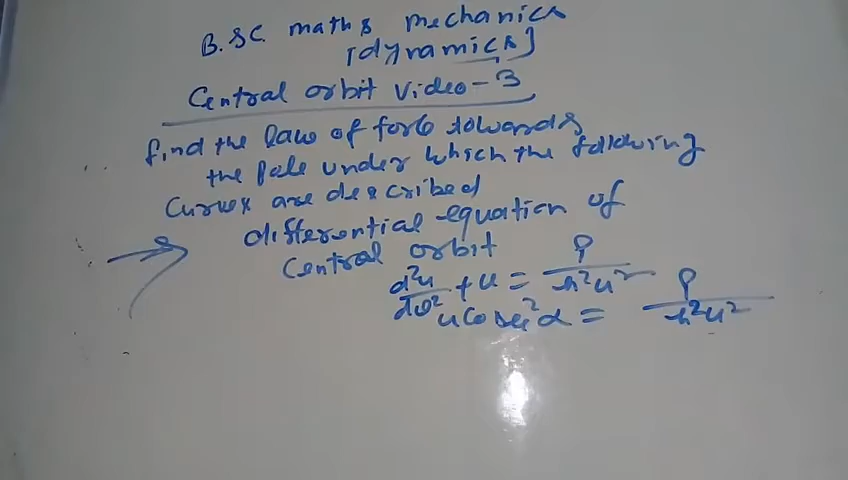 B.SC. maths mechanics
[dynamics]
Central orbit video-3
find the law of force towards
the pole under which the following
curves are described
differential equation of
central orbit
d²u/dθ² + u = P/h²u²
u cosec²α = P/h²u²